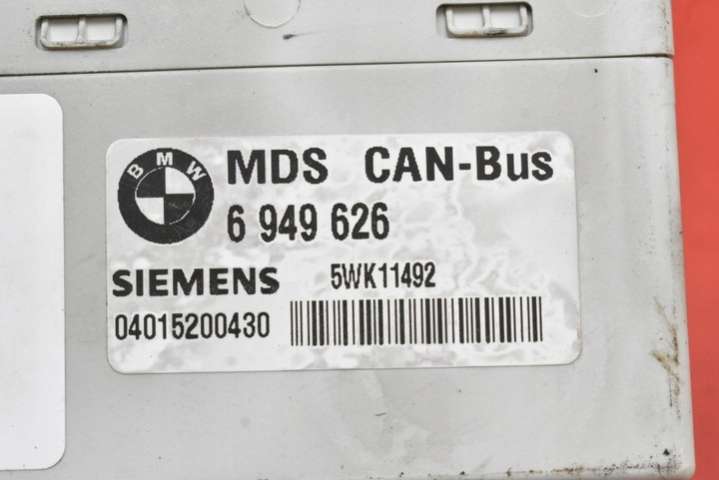 BMW
MDS CAN-Bus
6 949 626
SIEMENS 5WK11492
04015200430